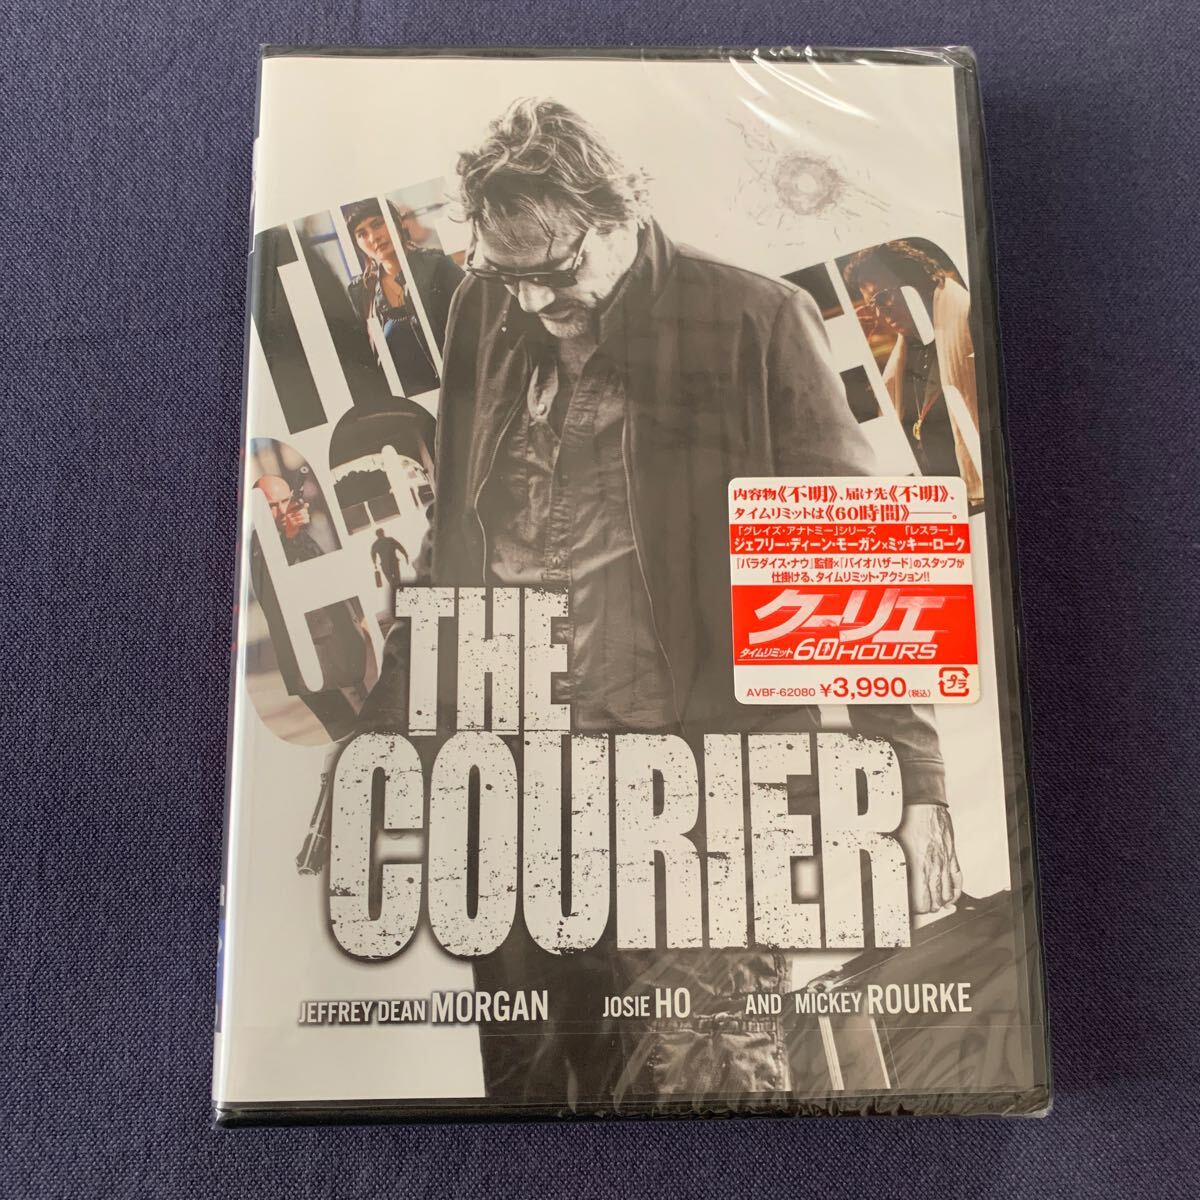 THE
COURIER
内容物《不明》、届け先《不明》、
タイムリミットは《60時間》――。
「グレイズ・アナトミー」シリーズ 「レスラー」
ジェフリー・ディーン・モーガン×ミッキー・ローク
「パラダイス・ナウ」監督×「バイオハザード」のスタッフが
仕掛ける、タイムリミット・アクション!!
クーリエ
タイムリミット60HOURS
AVBF-62080 ¥3,990(税込) プラ
THE
COURIER
JEFFREY DEAN MORGAN JOSIE HO AND MICKEY ROURKE